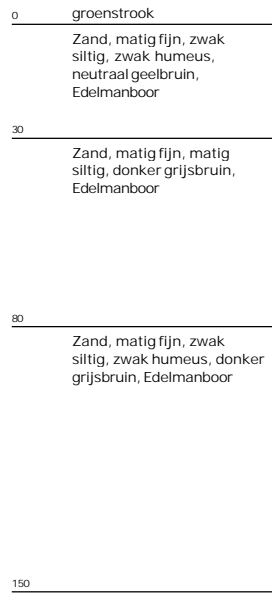 0 groenstrook
Zand, matig fijn, zwak
siltig, zwak humeus,
neutraal geelbruin,
Edelmanboor
30
Zand, matig fijn, matig
siltig, donker grijsbruin,
Edelmanboor
80
Zand, matig fijn, zwak
siltig, zwak humeus, donker
grijsbruin, Edelmanboor
150